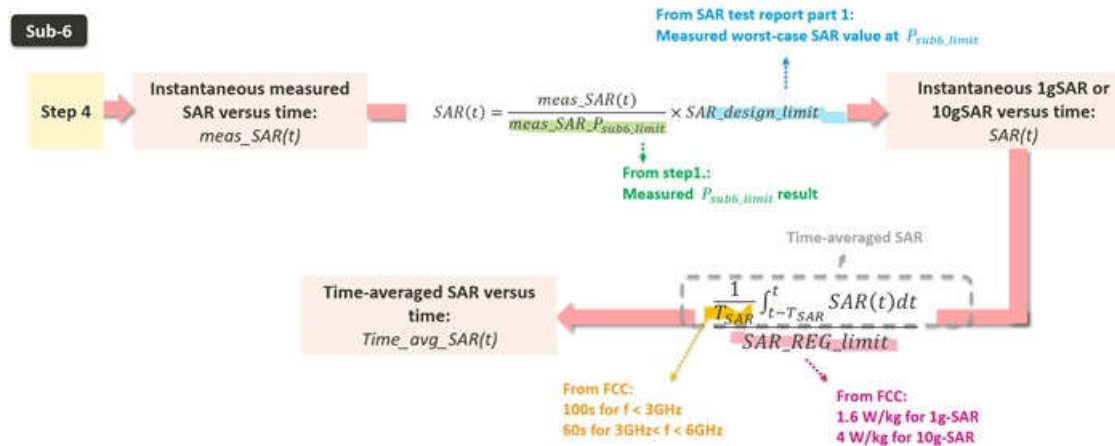 Sub-6
From SAR test report part 1:
Measured worst-case SAR value at P_sub6_limit
Step 4
Instantaneous measured
SAR versus time:
meas_SAR(t)
SAR(t) = meas_SAR(t) / meas_SAR_P_sub6_limit × SAR_design_limit
Instantaneous 1gSAR or
10gSAR versus time:
SAR(t)
From step1.:
Measured P_sub6_limit result
Time-averaged SAR
Time-averaged SAR versus
time:
Time_avg_SAR(t)
1/T_SAR ∫_{t-T_SAR}^{t} SAR(t)dt
SAR_REG_limit
From FCC:
100s for f < 3GHz
60s for 3GHz< f < 6GHz
From FCC:
1.6 W/kg for 1g-SAR
4 W/kg for 10g-SAR